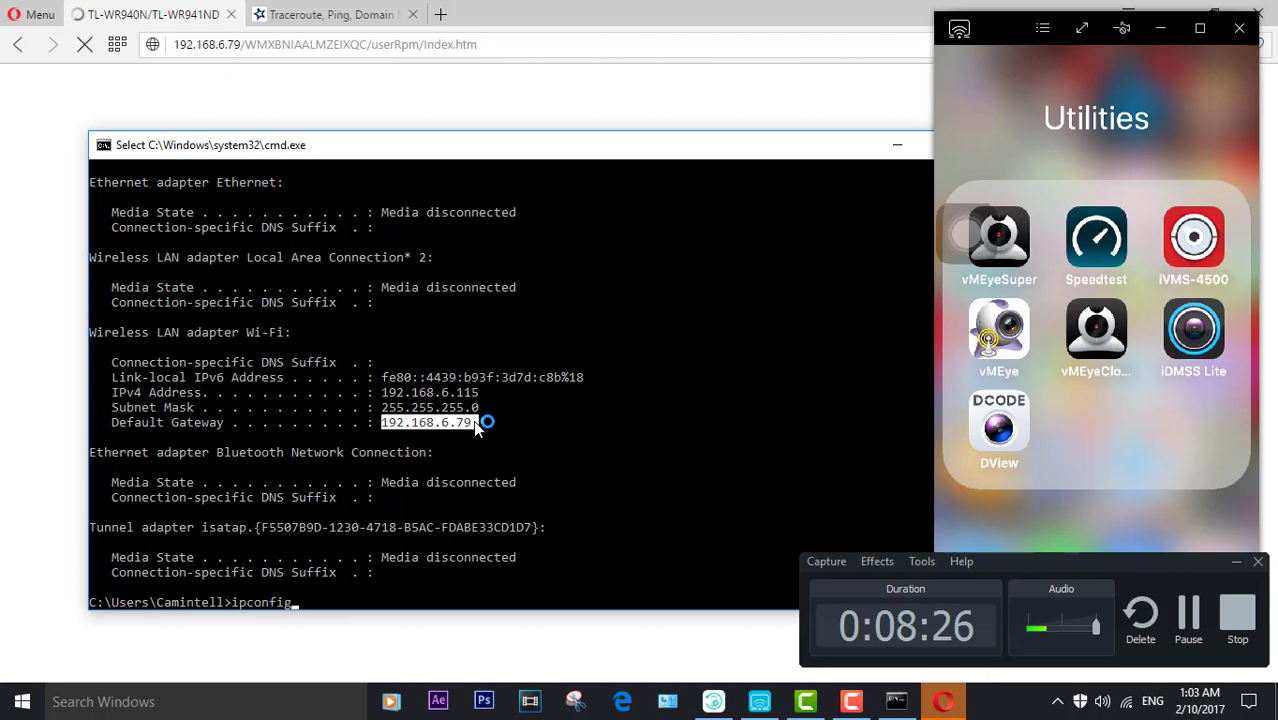 Menu
TL-WR940N/TL-WR941ND
Traceroute, Ping, Domain N
192.168.6.79/WMXBNIAALMZEIXQC/userRpm/Index.htm
Select C:\Windows\system32\cmd.exe
Ethernet adapter Ethernet:
Media State . . . . . . . . . . . : Media disconnected
Connection-specific DNS Suffix  . :
Wireless LAN adapter Local Area Connection* 2:
Media State . . . . . . . . . . . : Media disconnected
Connection-specific DNS Suffix  . :
Wireless LAN adapter Wi-Fi:
Connection-specific DNS Suffix  . :
Link-local IPv6 Address . . . . . : fe80::4439:b93f:3d7d:c8b%18
IPv4 Address. . . . . . . . . . . : 192.168.6.115
Subnet Mask . . . . . . . . . . . : 255.255.255.0
Default Gateway . . . . . . . . . : 192.168.6.79
Ethernet adapter Bluetooth Network Connection:
Media State . . . . . . . . . . . : Media disconnected
Connection-specific DNS Suffix  . :
Tunnel adapter isatap.{F5507B9D-1230-4718-B5AC-FDABE33CD1D7}:
Media State . . . . . . . . . . . : Media disconnected
Connection-specific DNS Suffix  . :
C:\Users\Camintell>ipconfig
Utilities
vMEyeSuper
Speedtest
iVMS-4500
vMEye
vMEyeClo...
iDMSS Lite
DCODE
DView
Capture
Effects
Tools
Help
Duration
0:08:26
Audio
Delete
Pause
Stop
Search Windows
Ae
Ps
ENG
1:03 AM
2/10/2017